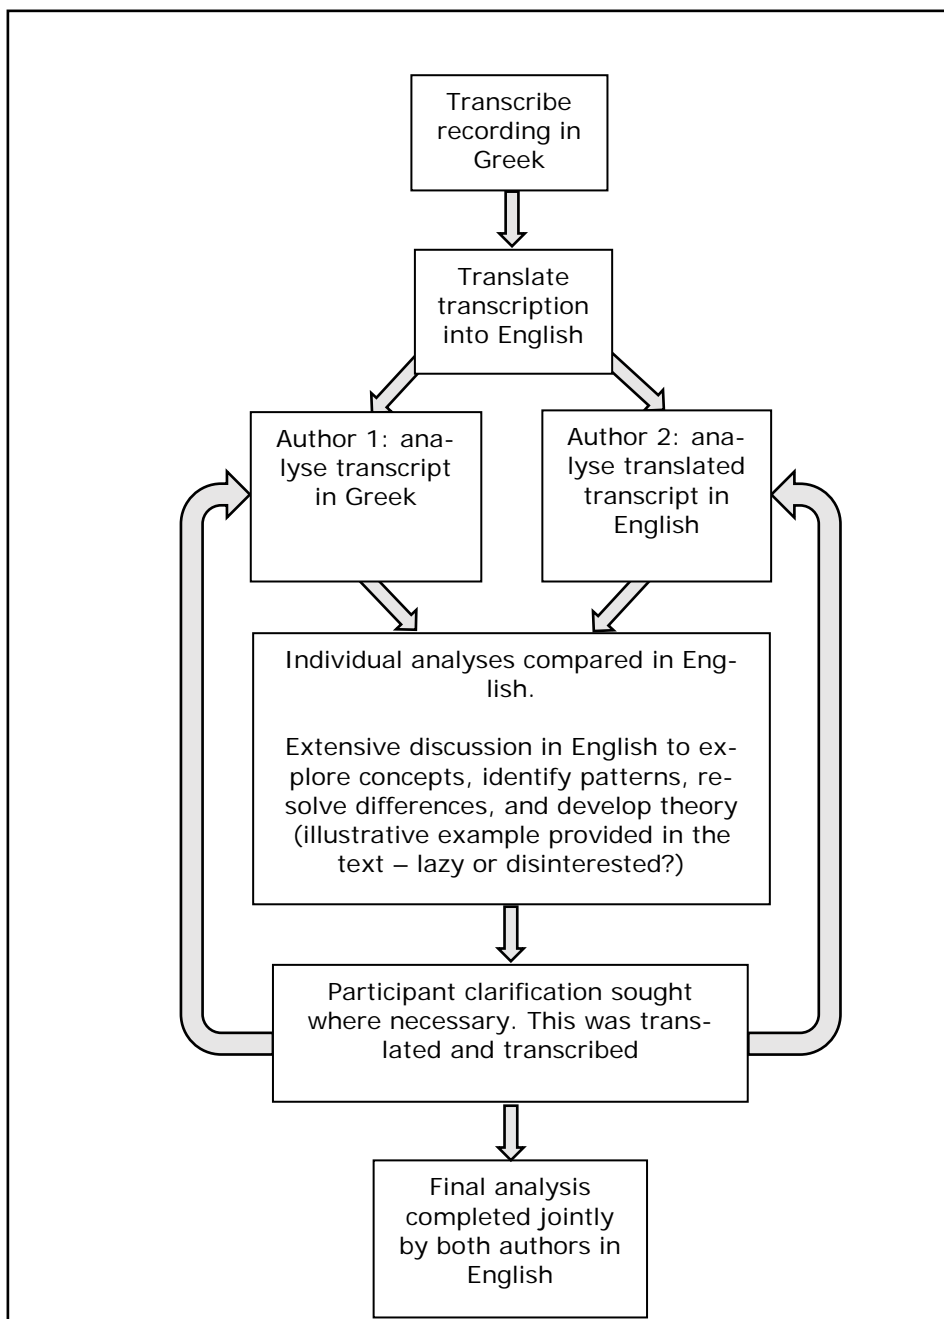 Transcribe
recording in
Greek
Translate
transcription
into English
Author 1: ana-
lyse transcript
in Greek
Author 2: ana-
lyse translated
transcript in
English
Individual analyses compared in Eng-
lish.
Extensive discussion in English to ex-
plore concepts, identify patterns, re-
solve differences, and develop theory
(illustrative example provided in the
text – lazy or disinterested?)
Participant clarification sought
where necessary. This was trans-
lated and transcribed
Final analysis
completed jointly
by both authors in
English